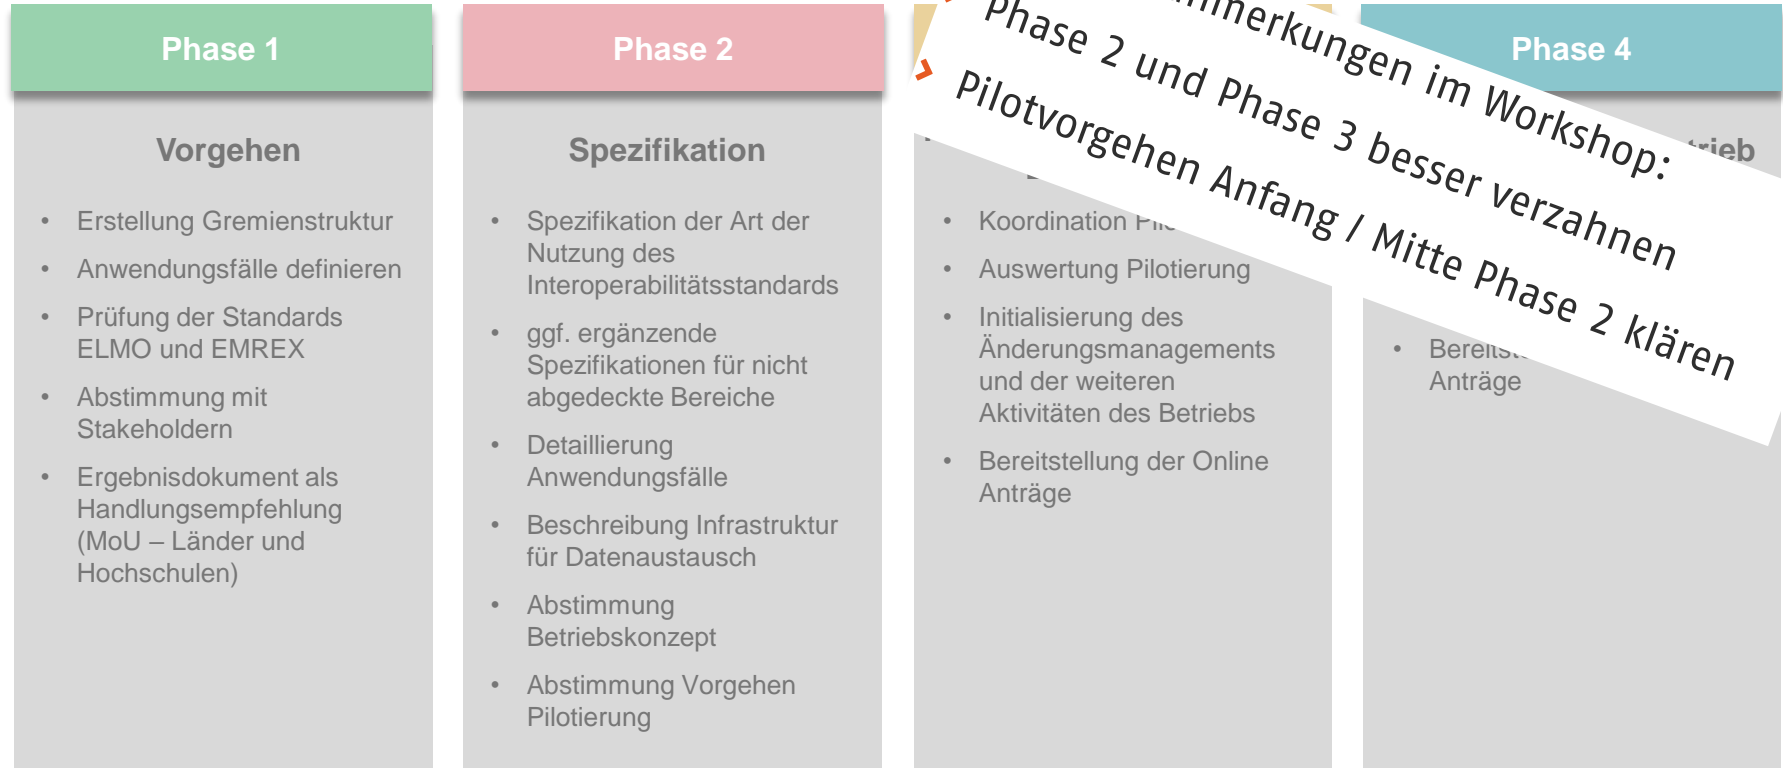 Phase 1
Vorgehen
• Erstellung Gremienstruktur
• Anwendungsfälle definieren
• Prüfung der Standards
ELMO und EMREX
• Abstimmung mit
Stakeholdern
• Ergebnisdokument als
Handlungsempfehlung
(MoU – Länder und
Hochschulen)
Phase 2
Spezifikation
• Spezifikation der Art der
Nutzung des
Interoperabilitätsstandards
• ggf. ergänzende
Spezifikationen für nicht
abgedeckte Bereiche
• Detaillierung
Anwendungsfälle
• Beschreibung Infrastruktur
für Datenaustausch
• Abstimmung
Betriebskonzept
• Abstimmung Vorgehen
Pilotierung
• Koordination
• Auswertung Pilotierung
• Initialisierung des
Änderungsmanagements
und der weiteren
Aktivitäten des Betriebs
• Bereitstellung der Online
Anträge
Phase 4
•
Anträge
im Workshop:
Phase 2 und Phase 3 besser verzahnen
Pilotvorgehen Anfang / Mitte Phase 2 klären